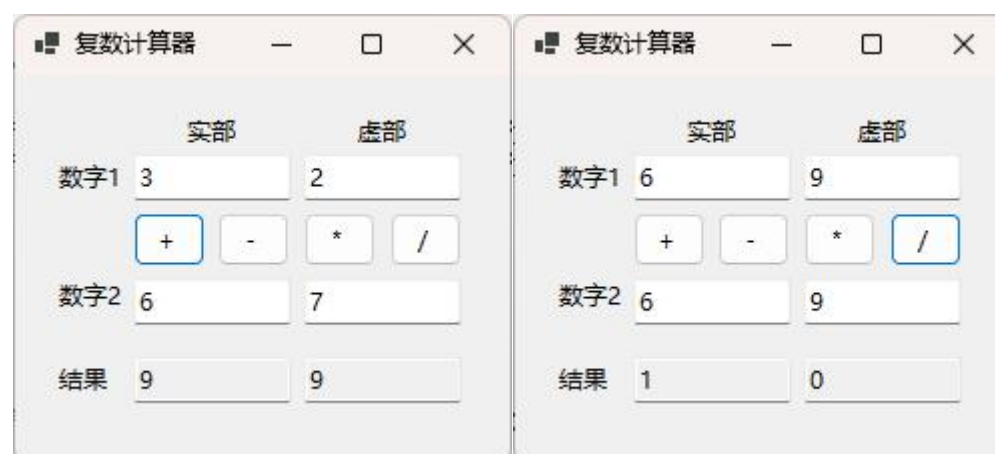 复数计算器
实部 虚部
数字1 3 2
+ - * /
数字2 6 7
结果 9 9
复数计算器
实部 虚部
数字1 6 9
+ - * /
数字2 6 9
结果 1 0